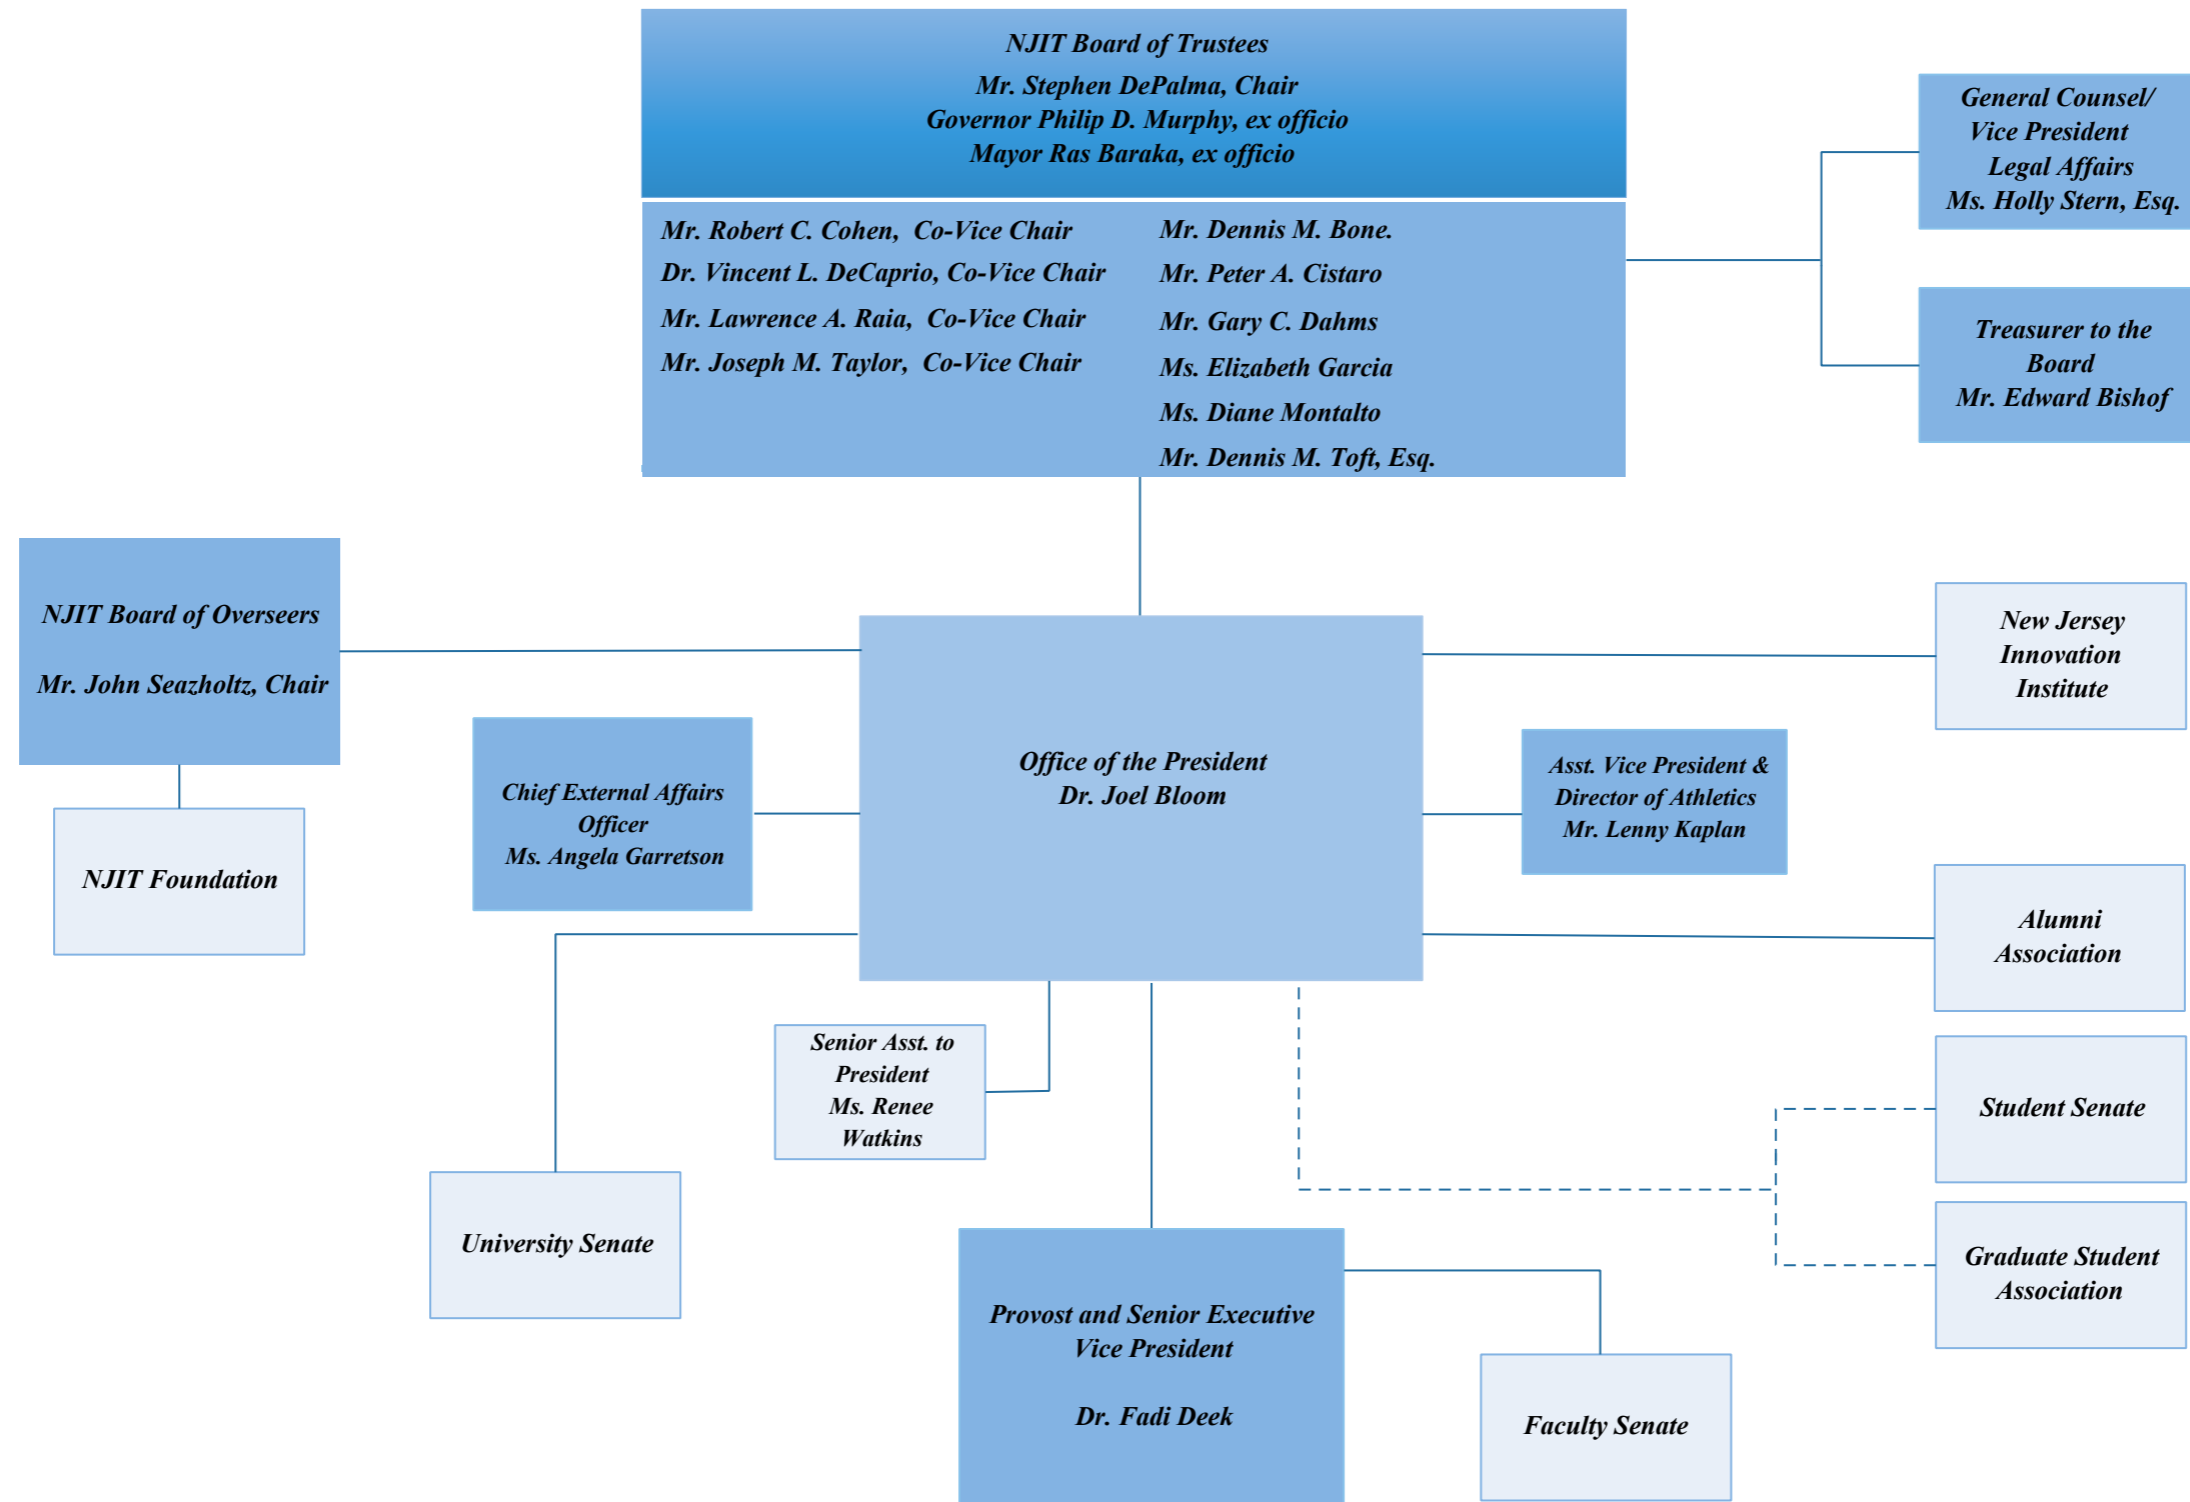 NJIT Board of Trustees
Mr. Stephen DePalma, Chair
Governor Philip D. Murphy, ex officio
Mayor Ras Baraka, ex officio
Mr. Robert C. Cohen, Co-Vice Chair
Dr. Vincent L. DeCaprio, Co-Vice Chair
Mr. Lawrence A. Raia, Co-Vice Chair
Mr. Joseph M. Taylor, Co-Vice Chair
Mr. Dennis M. Bone.
Mr. Peter A. Cistaro
Mr. Gary C. Dahms
Ms. Elizabeth Garcia
Ms. Diane Montalto
Mr. Dennis M. Toft, Esq.
General Counsel/
Vice President
Legal Affairs
Ms. Holly Stern, Esq.
Treasurer to the
Board
Mr. Edward Bishof
NJIT Board of Overseers
Mr. John Seazholtz, Chair
NJIT Foundation
Chief External Affairs
Officer
Ms. Angela Garretson
Office of the President
Dr. Joel Bloom
New Jersey
Innovation
Institute
Asst. Vice President &
Director of Athletics
Mr. Lenny Kaplan
Alumni
Association
Senior Asst. to
President
Ms. Renee
Watkins
Student Senate
University Senate
Graduate Student
Association
Provost and Senior Executive
Vice President
Dr. Fadi Deek
Faculty Senate